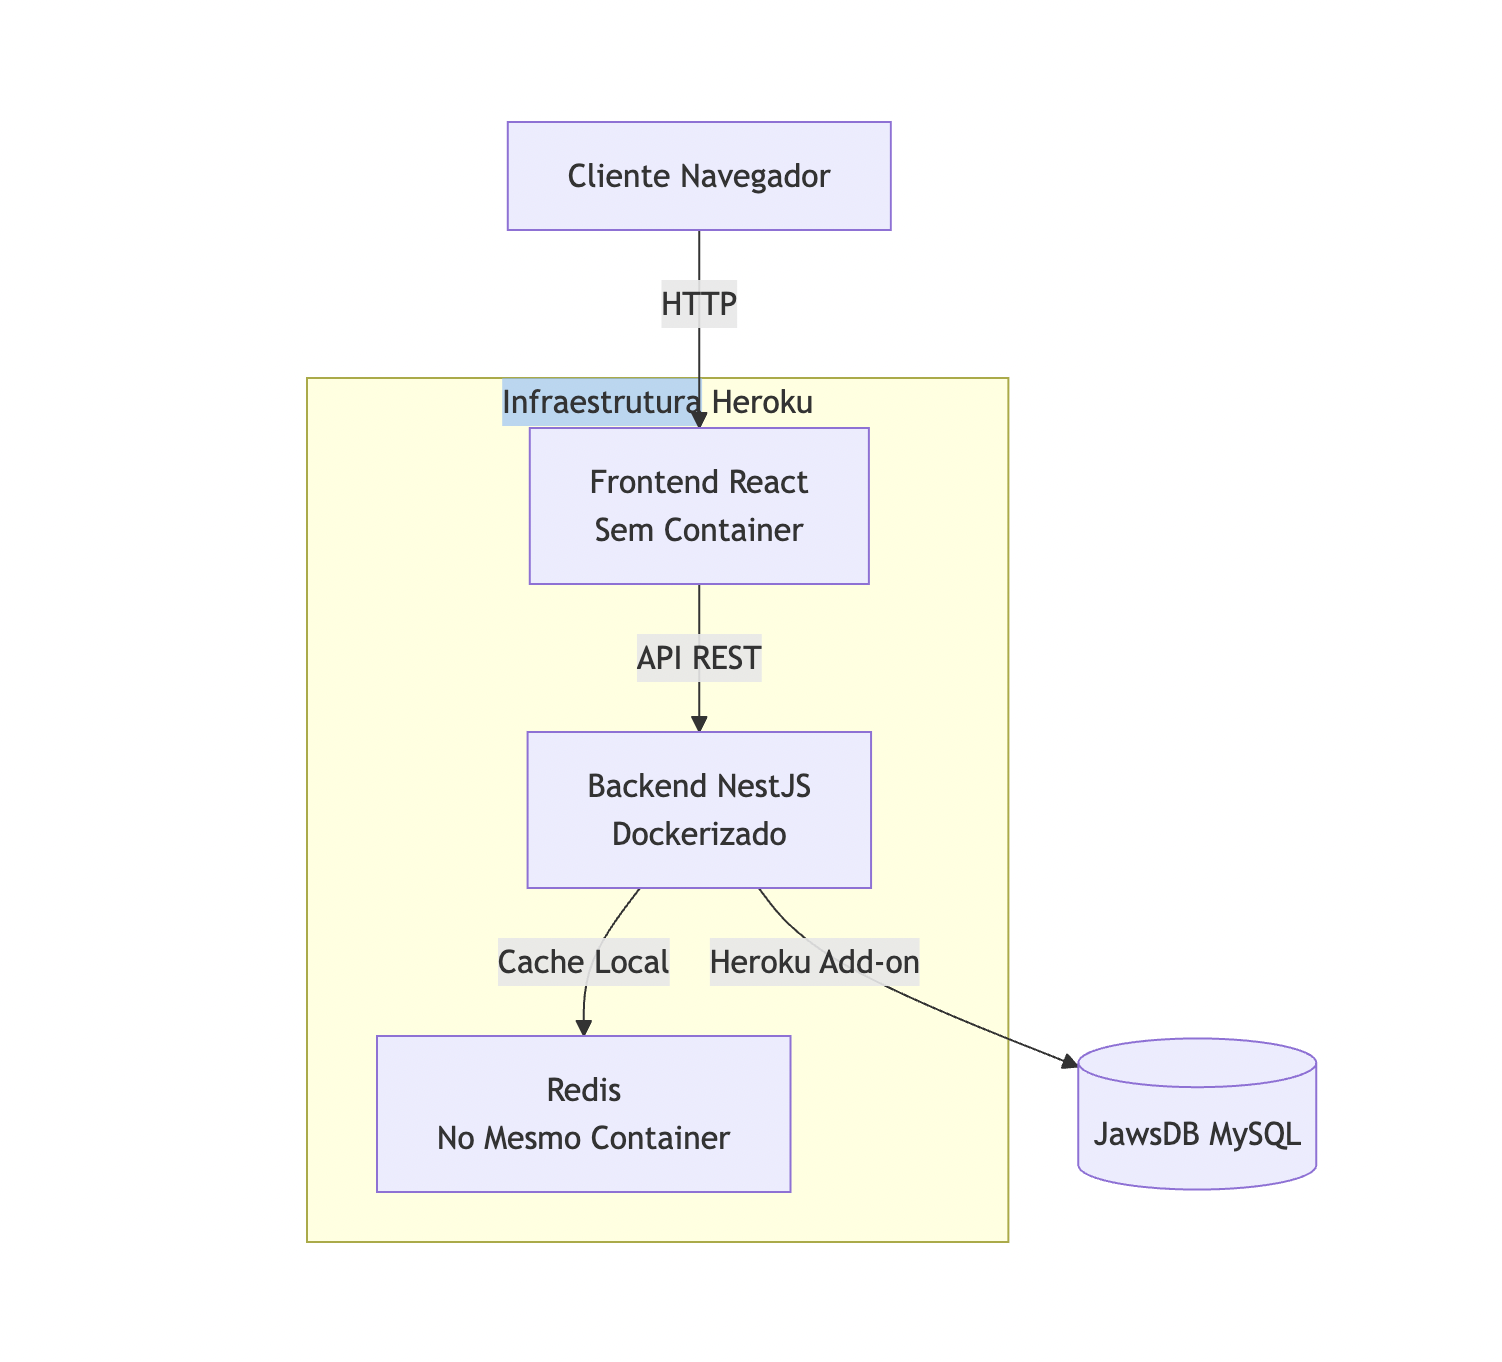 Cliente Navegador
HTTP
Infraestrutura Heroku
Frontend React
Sem Container
API REST
Backend NestJS
Dockerizado
Cache Local
Heroku Add-on
Redis
No Mesmo Container
JawsDB MySQL